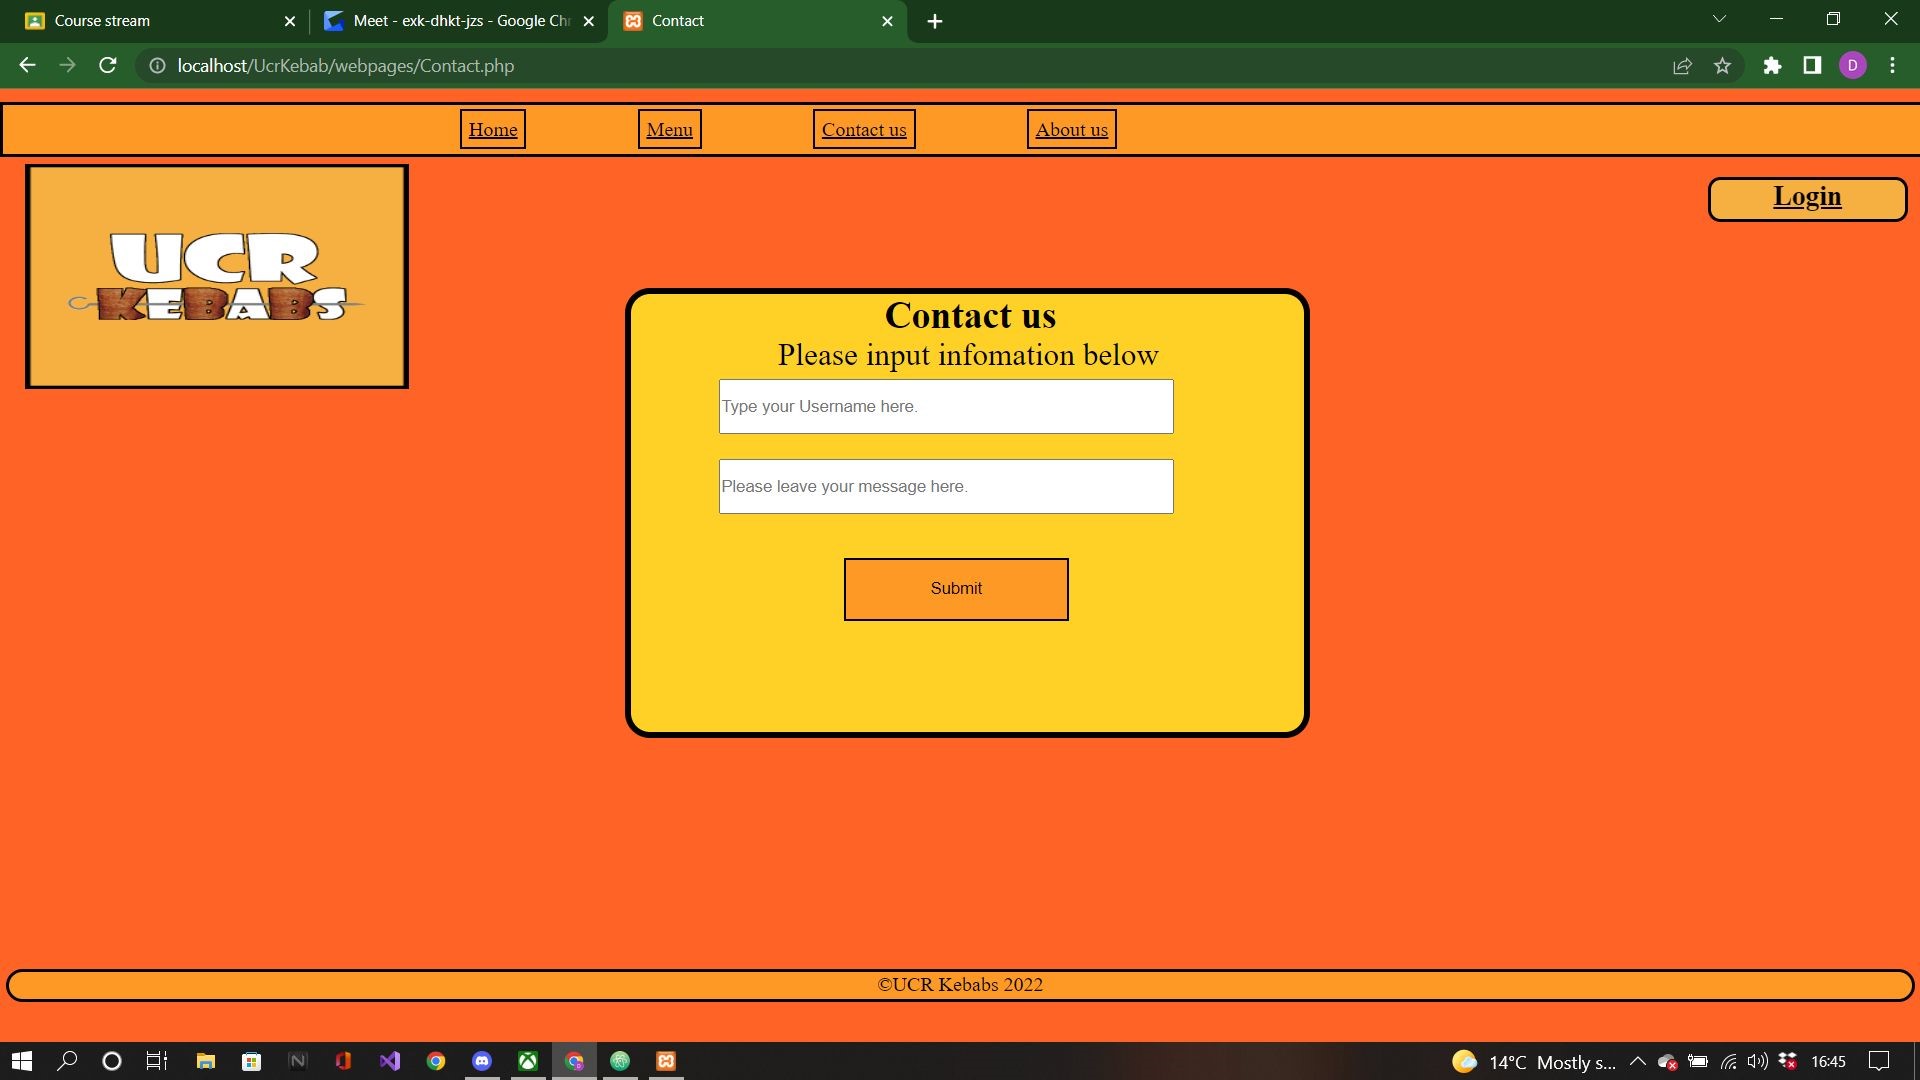 Course stream
Meet - exk-dhkt-jzs - Google Chr
Contact
localhost/UcrKebab/webpages/Contact.php
D
Home
Menu
Contact us
About us
UCR
KEBABS
Login
Contact us
Please input infomation below
Type your Username here.
Please leave your message here.
Submit
©UCR Kebabs 2022
14°C Mostly s...
16:45